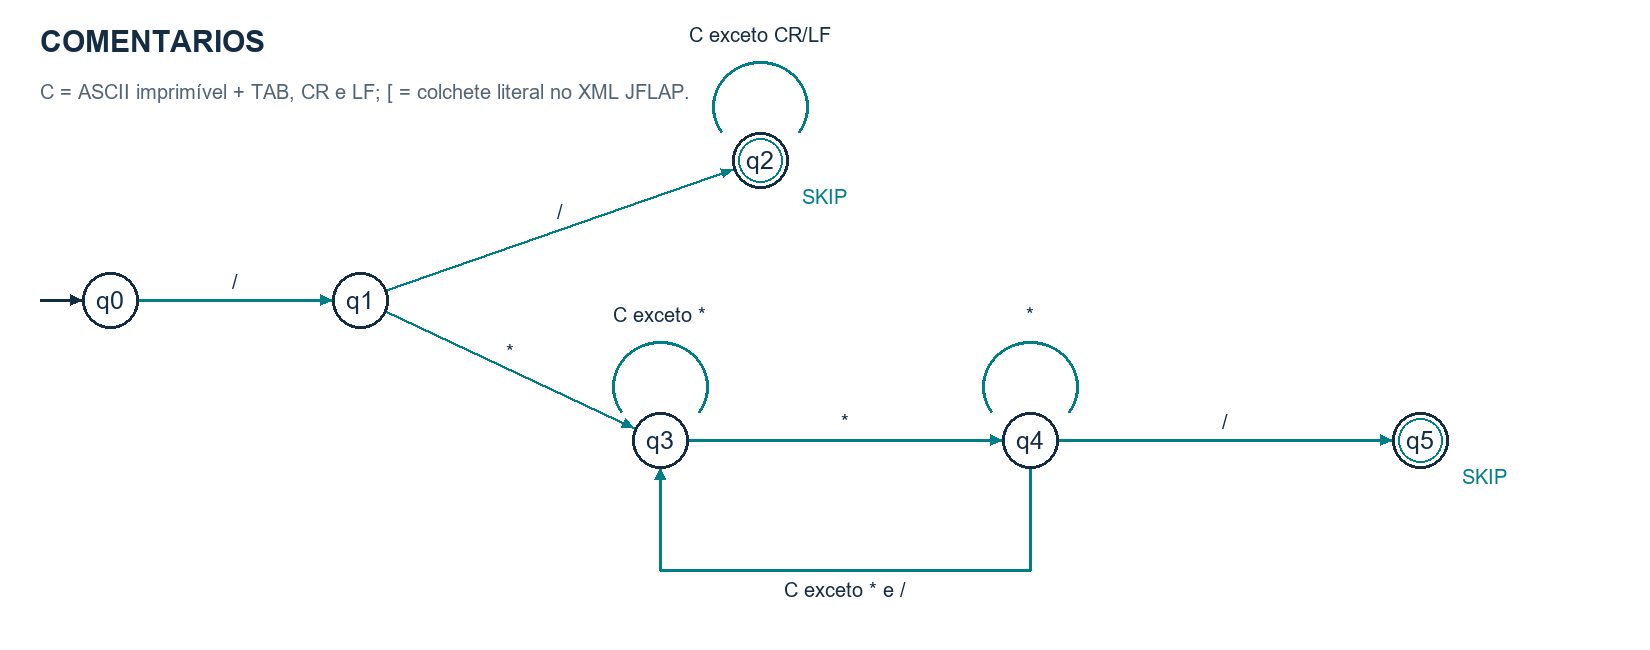 COMENTARIOS
C exceto CR/LF
C = ASCII imprimível + TAB, CR e LF; [ = colchete literal no XML JFLAP.
q2
SKIP
/
/
q0
q1
C exceto *
*
*
*
/
q3
q4
q5
SKIP
C exceto * e /